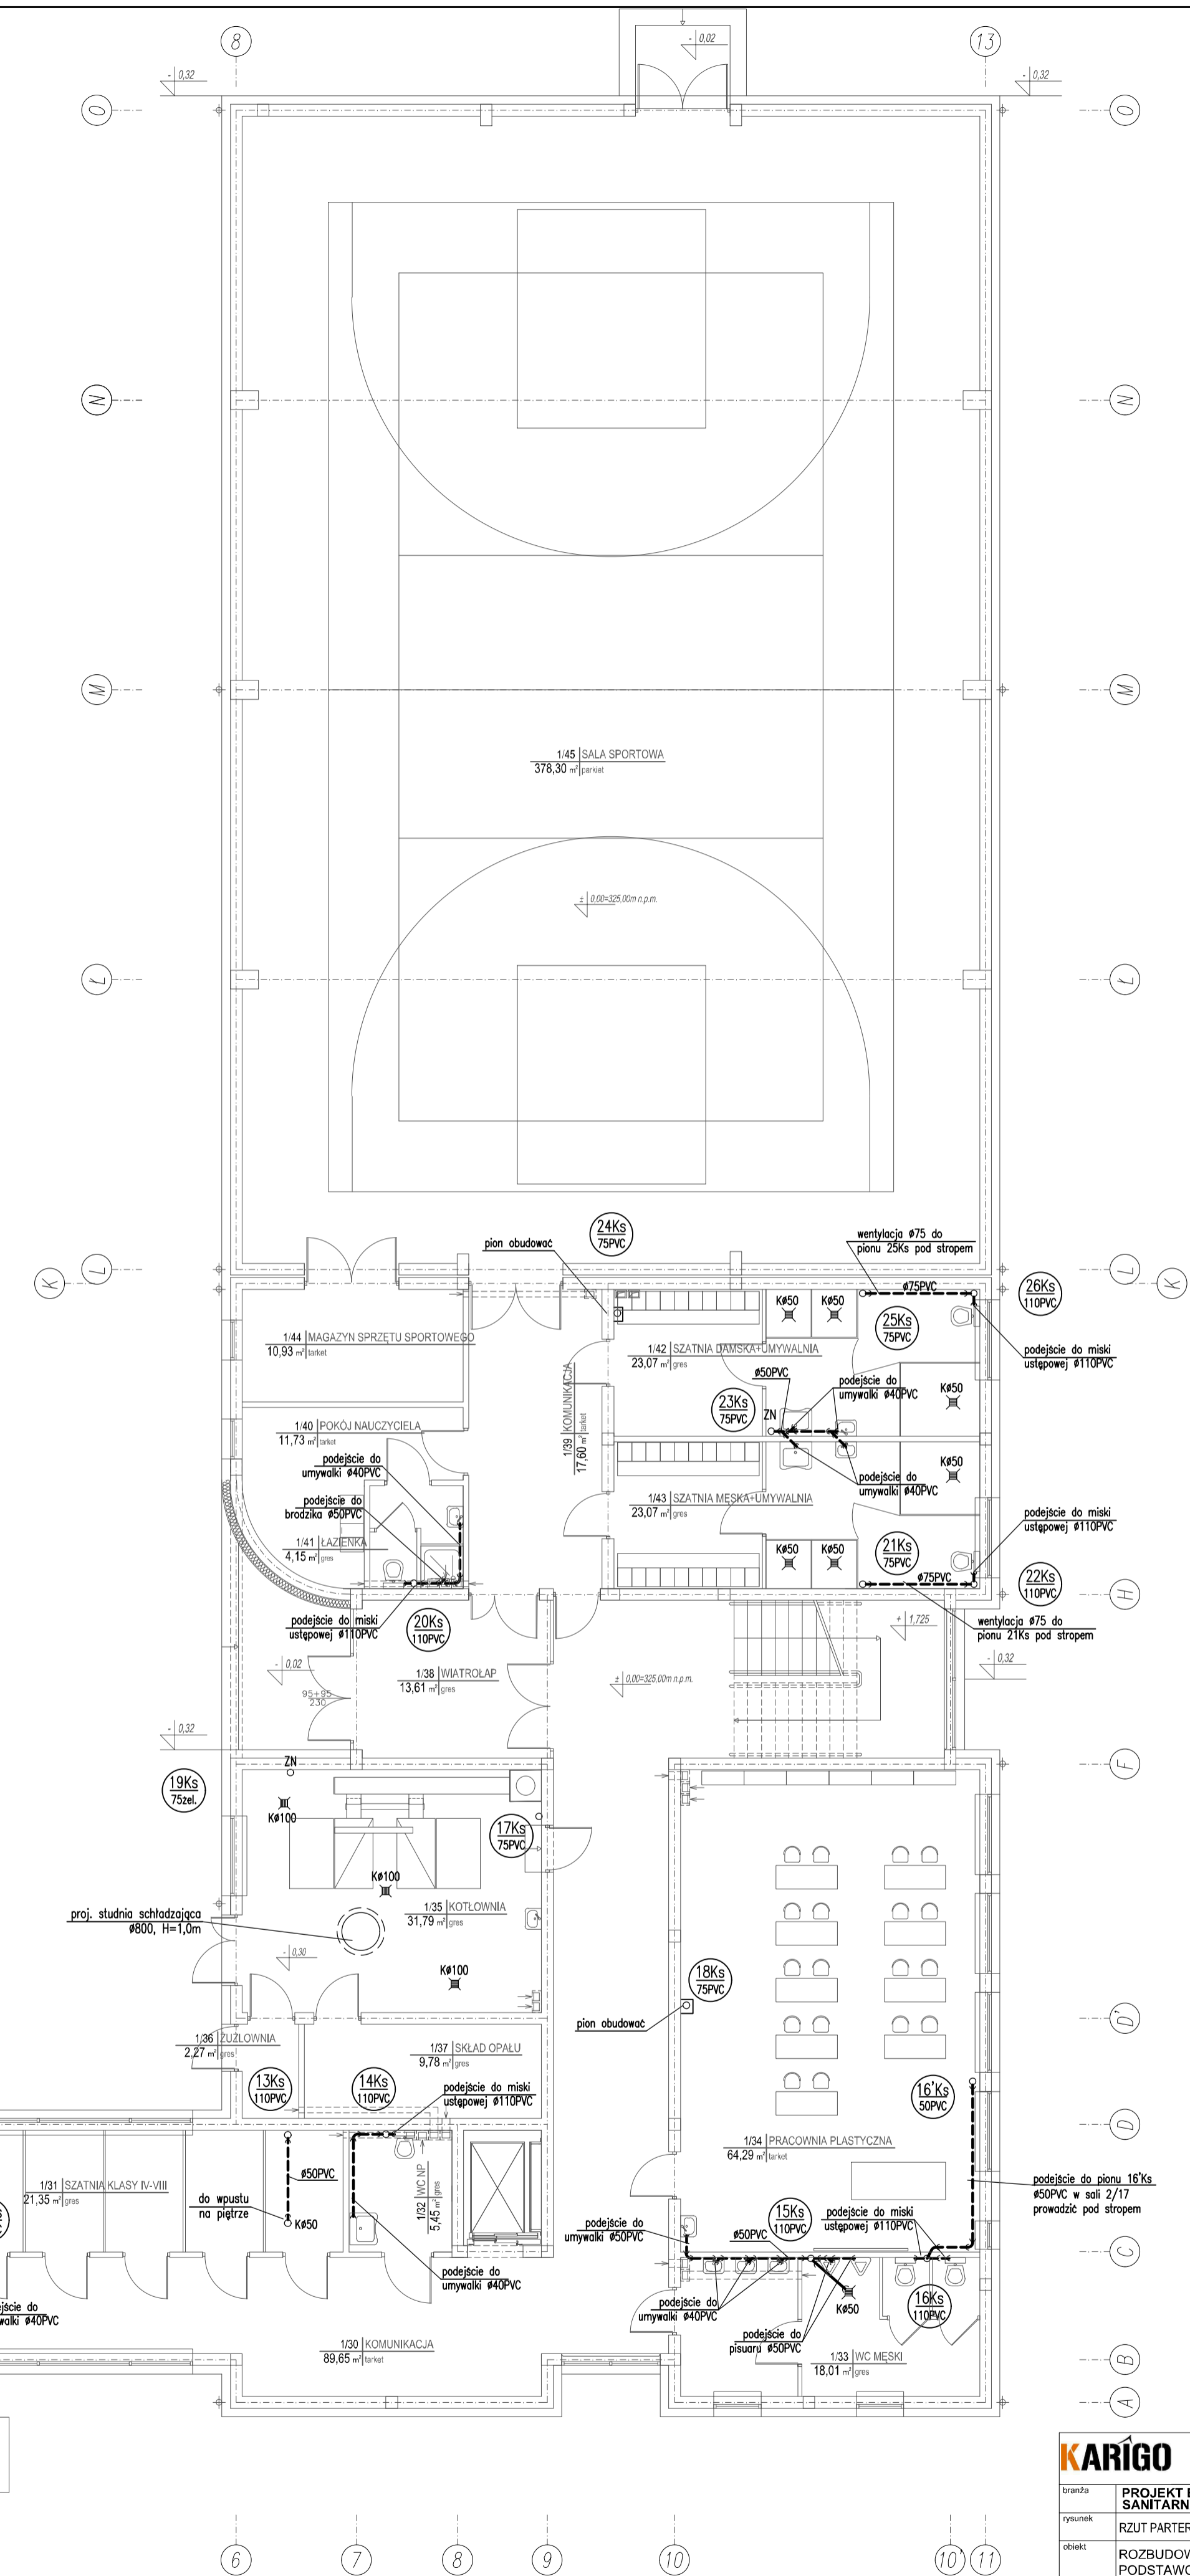 8
13
- 0,02
- 0,32
- 0,32
O
O
N
N
M
M
1/45 SALA SPORTOWA
378,30 m² parkiet
± 0,00=325,00m n.p.m.
Ł
Ł
24Ks
75PVC
pion obudować
wentylacja ø75 do
pionu 25Ks pod stropem
L
L
K
K
ø75PVC
26Ks
110PVC
Kø50
Kø50
25Ks
75PVC
1/44 MAGAZYN SPRZĘTU SPORTOWEGO
10,93 m² tarket
1/42 SZATNIA DAMSKA+UMYWALNIA
23,07 m² gres
podejście do miski
ustępowej ø110PVC
ø50PVC
podejście do
umywalki ø40PVC
Kø50
23Ks
75PVC
ZN
1/39 KOMUNIKACJA
17,60 m² tarket
1/40 POKÓJ NAUCZYCIELA
11,73 m² tarket
podejście do
umywalki ø40PVC
podejście do
umywalki ø40PVC
Kø50
podejście do
brodzika ø50PVC
1/43 SZATNIA MĘSKA+UMYWALNIA
23,07 m² gres
podejście do miski
ustępowej ø110PVC
1/41 ŁAZIENKA
4,15 m² gres
Kø50
Kø50
21Ks
75PVC
ø75PVC
22Ks
110PVC
H
podejście do miski
ustępowej ø110PVC
20Ks
110PVC
+ 1,725
wentylacja ø75 do
pionu 21Ks pod stropem
- 0,02
1/38 WIATROŁAP
13,61 m² gres
± 0,00=325,00m n.p.m.
- 0,32
95+95
230
- 0,32
ZN
F
19Ks
75żel.
Kø100
17Ks
75PVC
Kø100
1/35 KOTŁOWNIA
31,79 m² gres
proj. studnia schładzająca
ø800, H=1,0m
- 0,30
Kø100
18Ks
75PVC
pion obudować
D'
1/36 ŻUŻLOWNIA
2,27 m² gres
1/37 SKŁAD OPAŁU
9,78 m² gres
13Ks
110PVC
14Ks
110PVC
podejście do miski
ustępowej ø110PVC
16'Ks
50PVC
D
1/34 PRACOWNIA PLASTYCZNA
64,29 m² tarket
1/31 SZATNIA KLASY IV-VIII
21,35 m² gres
ø50PVC
do wpustu
na piętrze
Kø50
1/32 WC NP
5,45 m² gres
podejście do pionu 16'Ks
ø50PVC w sali 2/17
prowadzić pod stropem
15Ks
110PVC
podejście do miski
ustępowej ø110PVC
podejście do
umywalki ø50PVC
ø50PVC
C
podejście do
umywalki ø40PVC
podejście do
umywalki ø40PVC
Kø50
16Ks
110PVC
ejście do
walki ø40PVC
podejście do
pisuaru ø50PVC
1/30 KOMUNIKACJA
89,65 m² tarket
1/33 WC MĘSKI
18,01 m² gres
B
A
KARIGO
branża
PROJEKT
SANITARN
rysunek
RZUT PARTER
obiekt
ROZBUDOW
PODSTAWO
6
7
8
9
10
10'
11